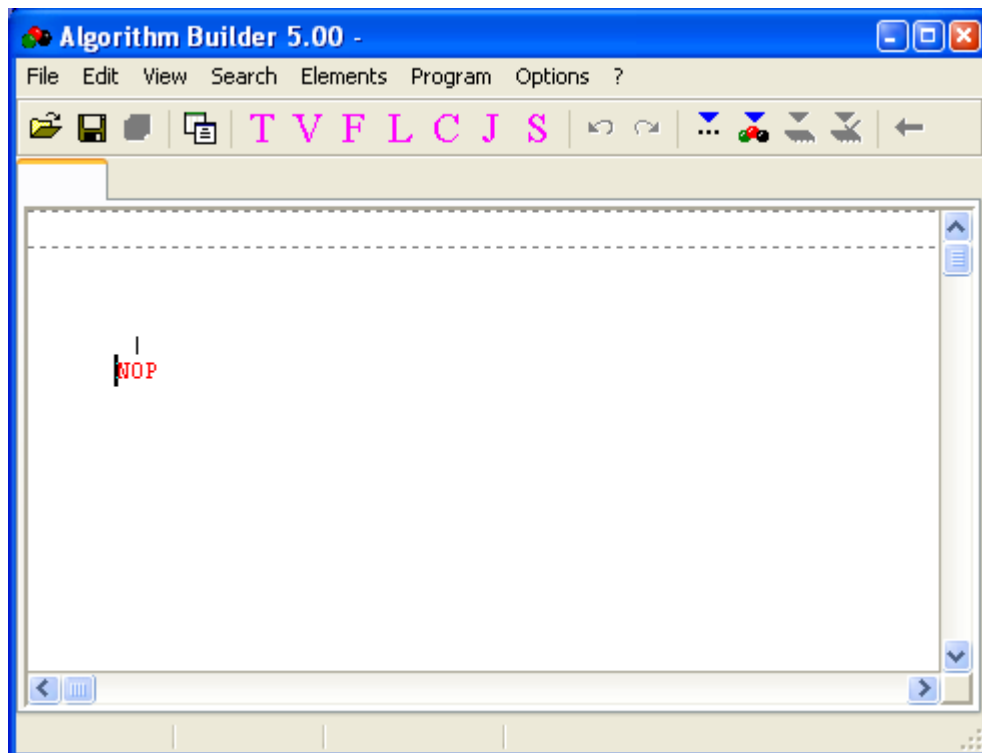 Algorithm Builder 5.00 -
File Edit View Search Elements Program Options ?
T V F L C J S
NOP